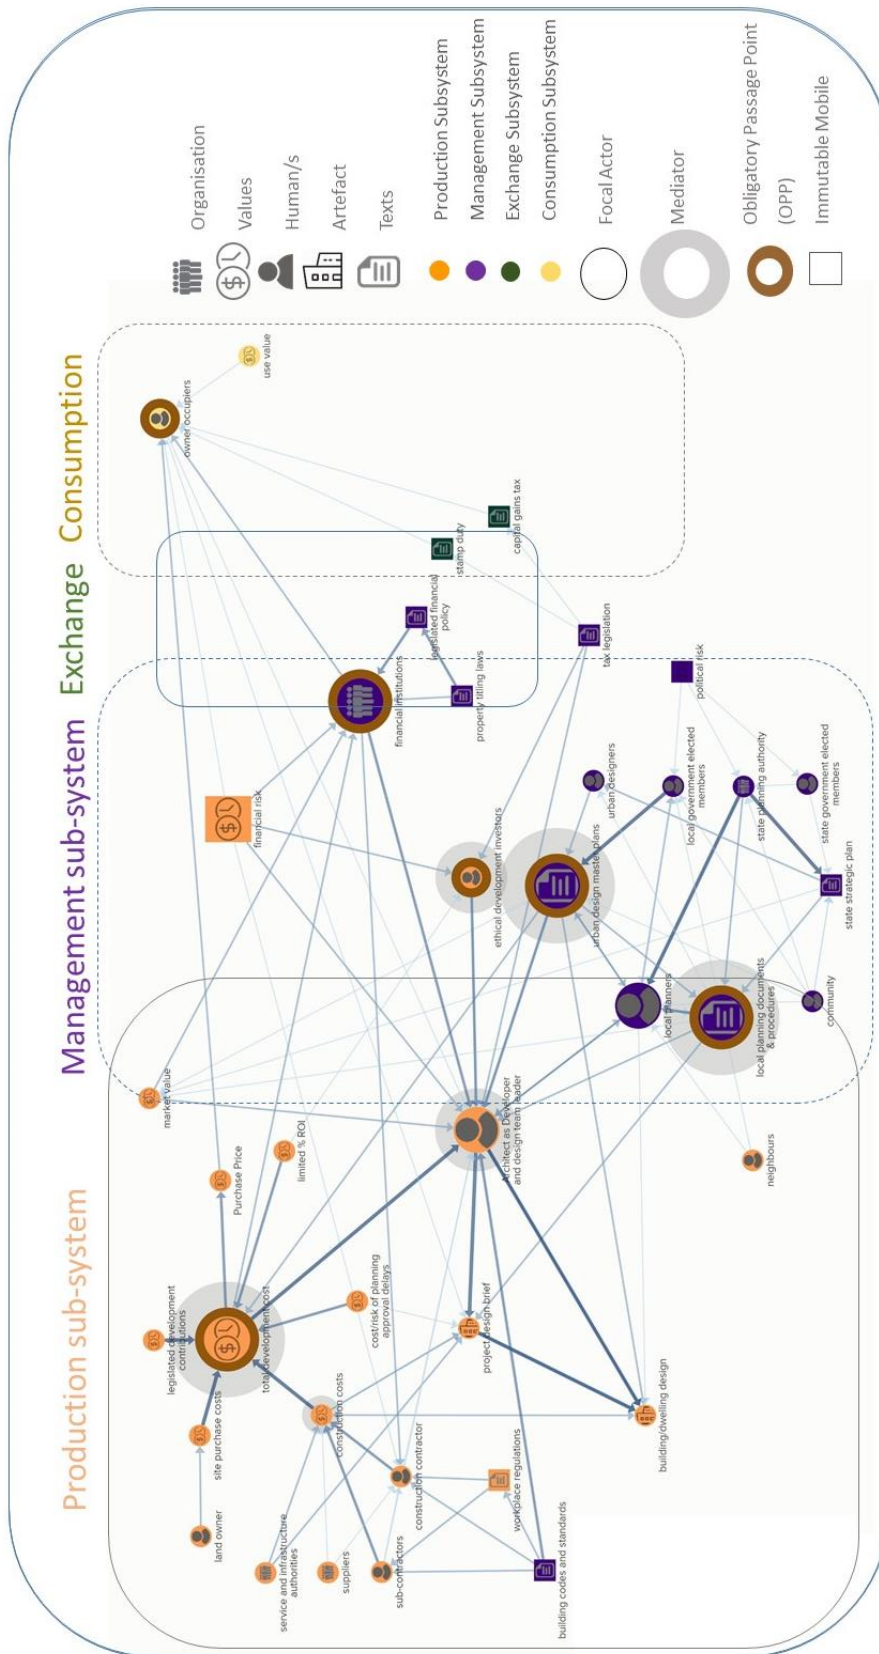 Production sub-system
Management sub-system
Exchange
Consumption
Organisation
Values
Human/s
Artefact
Texts
Production Subsystem
Management Subsystem
Exchange Subsystem
Consumption Subsystem
Focal Actor
Mediator
Obligatory Passage Point
(OPP)
Immutable Mobile
owner occupiers
use value
capital gains tax
stamp duty
legislated financial
policy
property titling laws
financial institutions
tax legislation
political risk
financial risk
urban designers
local government elected
members
state planning authority
state government elected
members
ethical development investors
urban design master plans
state strategic plan
local planners
local planning documents
& procedures
community
market value
Purchase Price
limited % ROI
Architect as Developer
and design team leader
neighbours
legislated development
contributions
total development cost
cost/risk of planning
approval delays
project design brief
site purchase costs
construction costs
building/dwelling design
land owner
service and infrastructure
authorities
suppliers
sub-contractors
construction contractor
workplace regulations
building codes and standards